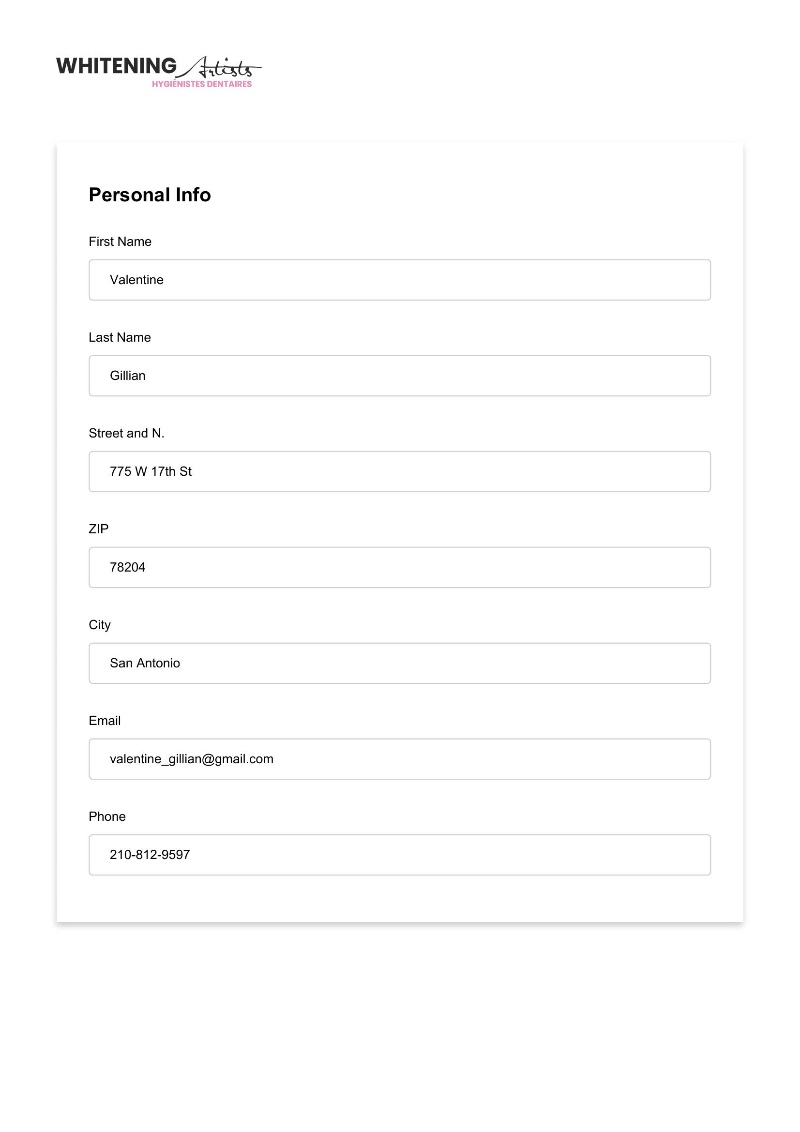 WHITENING Artists
HYGIÉNISTES DENTAIRES
Personal Info
First Name
Valentine
Last Name
Gillian
Street and N.
775 W 17th St
ZIP
78204
City
San Antonio
Email
valentine_gillian@gmail.com
Phone
210-812-9597